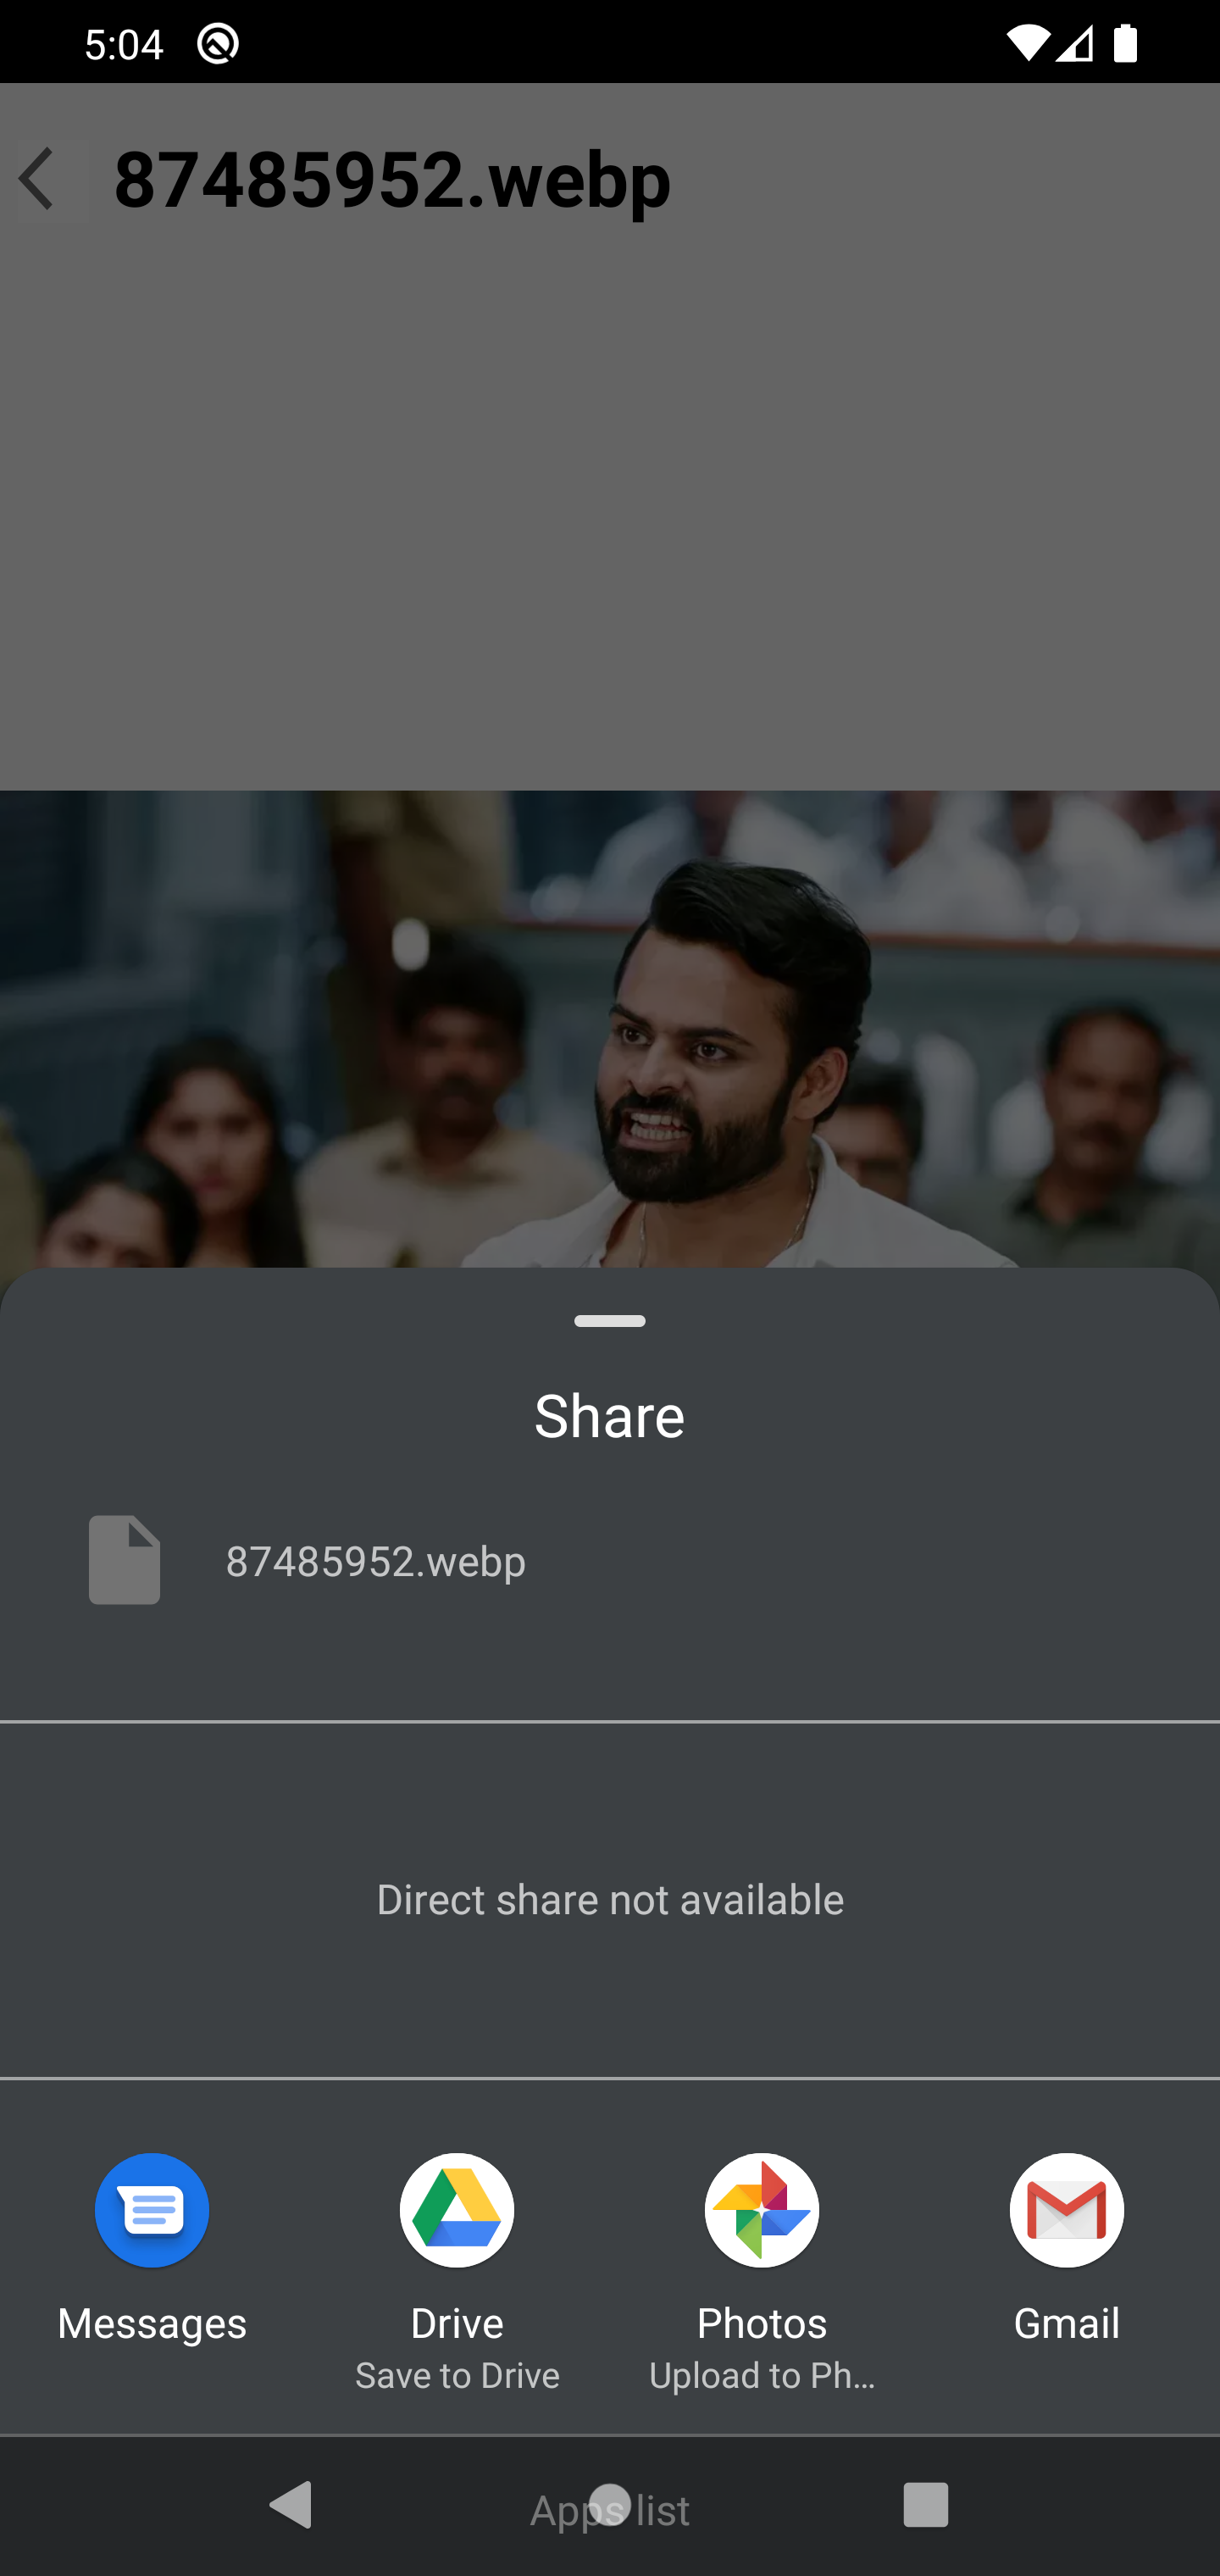 5:04
87485952.webp
Share
87485952.webp
Direct share not available
Messages
Drive
Photos
Gmail
Save to Drive
Upload to Ph...
Apps list